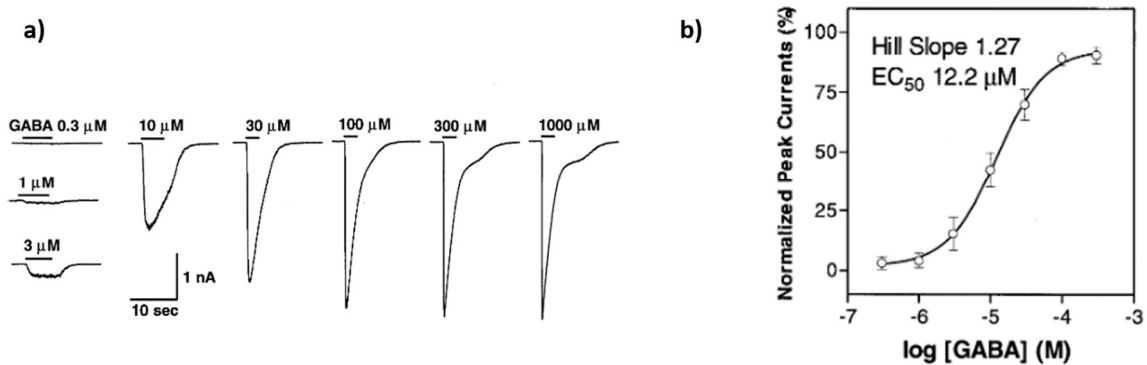 a)
GABA 0.3 µM
10 µM
30 µM
100 µM
300 µM
1000 µM
1 µM
3 µM
1 nA
10 sec
b)
Normalized Peak Currents (%)
100
75
50
25
0
Hill Slope 1.27
EC50 12.2 µM
-7 -6 -5 -4 -3
log [GABA] (M)